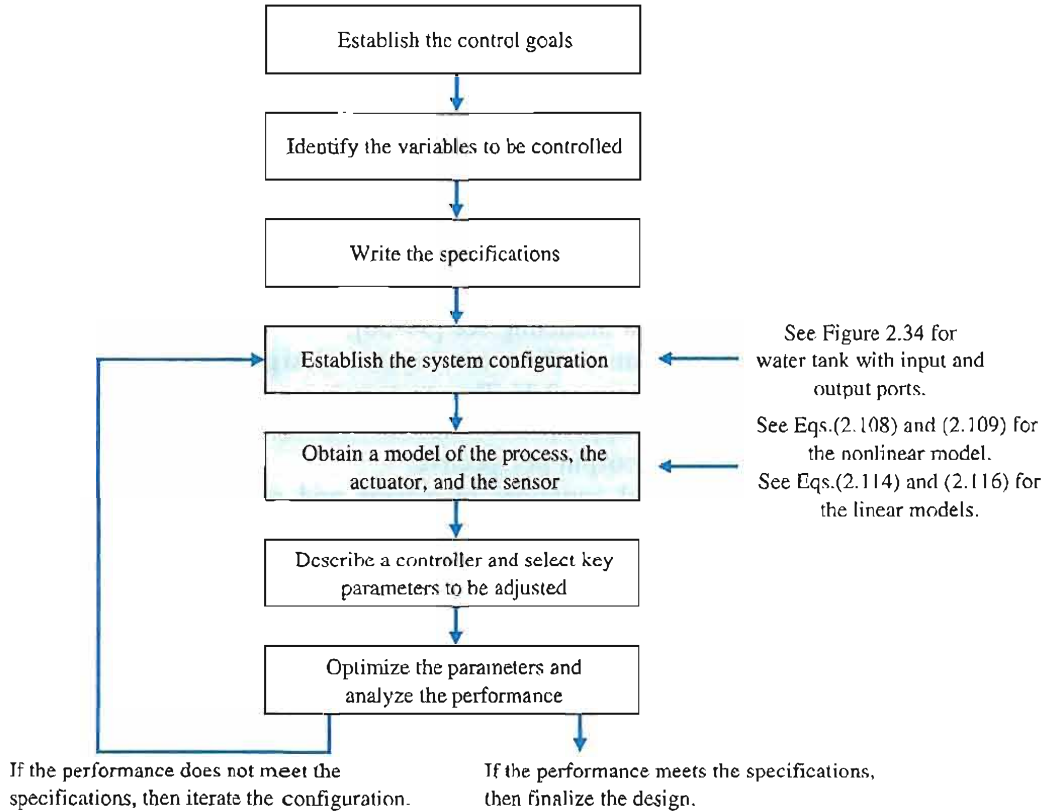 Establish the control goals
Identify the variables to be controlled
Write the specifications
Establish the system configuration
See Figure 2.34 for
water tank with input and
output ports.
Obtain a model of the process, the
actuator, and the sensor
See Eqs.(2.108) and (2.109) for
the nonlinear model.
See Eqs.(2.114) and (2.116) for
the linear models.
Describe a controller and select key
parameters to be adjusted
Optimize the parameters and
analyze the performance
If the performance does not meet the
specifications, then iterate the configuration.
If the performance meets the specifications,
then finalize the design.